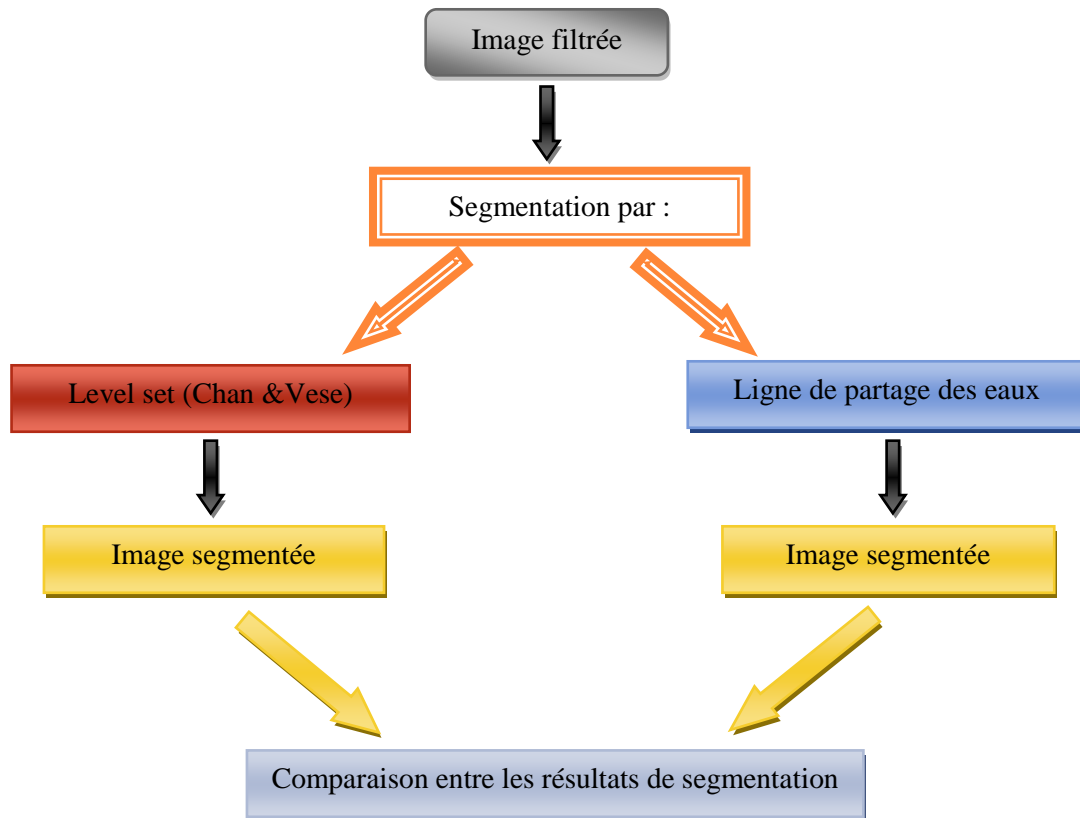 Image filtrée
Segmentation par :
Level set (Chan &Vese)
Ligne de partage des eaux
Image segmentée
Image segmentée
Comparaison entre les résultats de segmentation